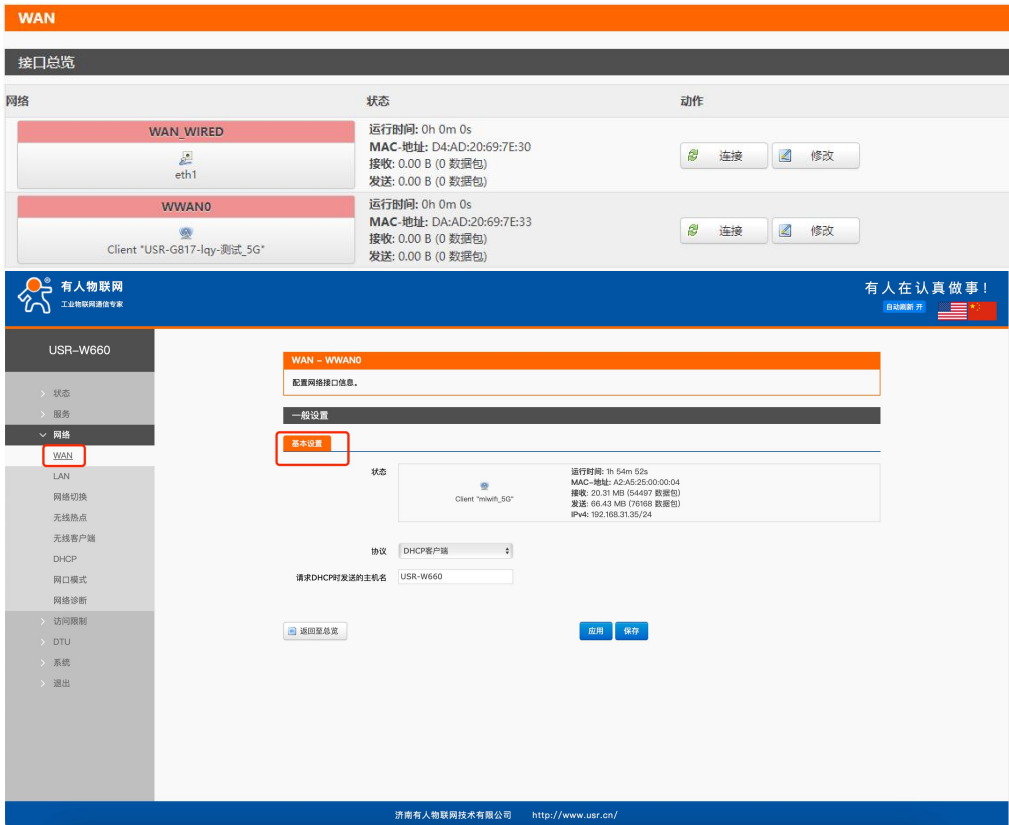 WAN
接口总览
网络 状态 动作
WAN_WIRED
eth1
运行时间: 0h 0m 0s
MAC-地址: D4:AD:20:69:7E:30
接收: 0.00 B (0 数据包)
发送: 0.00 B (0 数据包)
连接 修改
WWAN0
Client "USR-G817-lqy-测试_5G"
运行时间: 0h 0m 0s
MAC-地址: DA:AD:20:69:7E:33
接收: 0.00 B (0 数据包)
发送: 0.00 B (0 数据包)
连接 修改
有人物联网
工业物联网通信专家
有人在认真做事！
自动刷新 开
USR-W660
状态
服务
网络
WAN
LAN
网络切换
无线热点
无线客户端
DHCP
网口模式
网络诊断
访问限制
DTU
系统
退出
WAN - WWAN0
配置网络接口信息。
一般设置
基本设置
状态
Client "miwifi_5G"
运行时间: 1h 54m 52s
MAC-地址: A2:A5:25:00:00:04
接收: 20.31 MB (54497 数据包)
发送: 66.43 MB (76168 数据包)
IPv4: 192.168.31.35/24
协议 DHCP客户端
请求DHCP时发送的主机名 USR-W660
返回至总览 应用 保存
济南有人物联网技术有限公司 http://www.usr.cn/